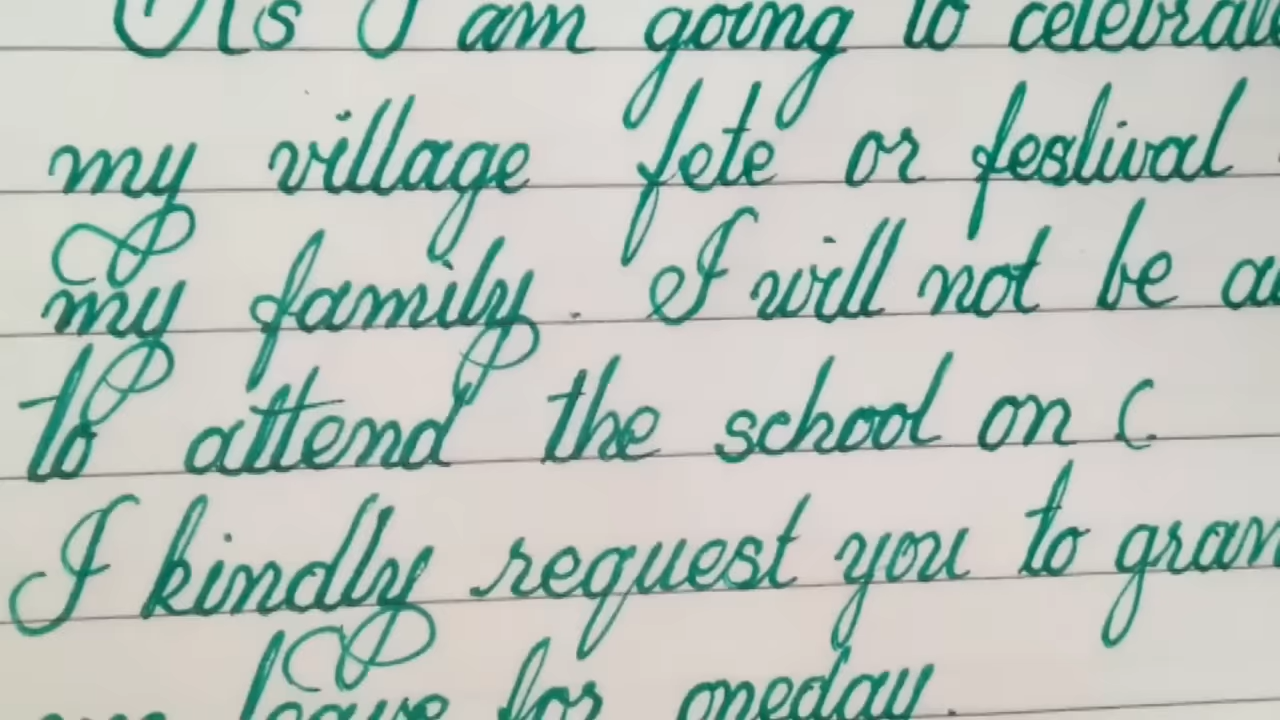 As I am going to celebrate
my village fete or festival
my family. I will not be a
to attend the school on (
I kindly request you to gran
leave for oneday.